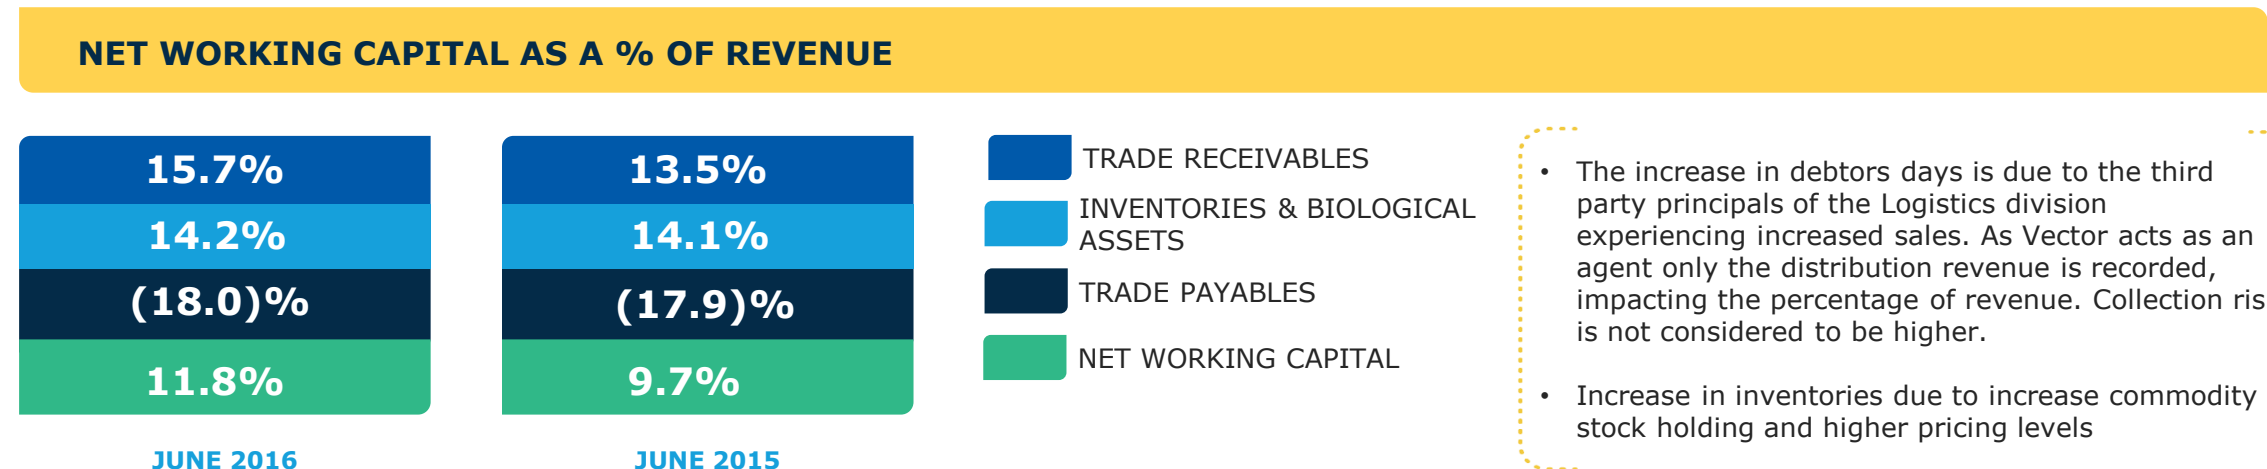 NET WORKING CAPITAL AS A % OF REVENUE
15.7%
14.2%
(18.0)%
11.8%
JUNE 2016
13.5%
14.1%
(17.9)%
9.7%
JUNE 2015
TRADE RECEIVABLES
INVENTORIES & BIOLOGICAL
ASSETS
TRADE PAYABLES
NET WORKING CAPITAL
• The increase in debtors days is due to the third
party principals of the Logistics division
experiencing increased sales. As Vector acts as an
agent only the distribution revenue is recorded,
impacting the percentage of revenue. Collection
is not considered to be higher.
• Increase in inventories due to increase commodity
stock holding and higher pricing levels